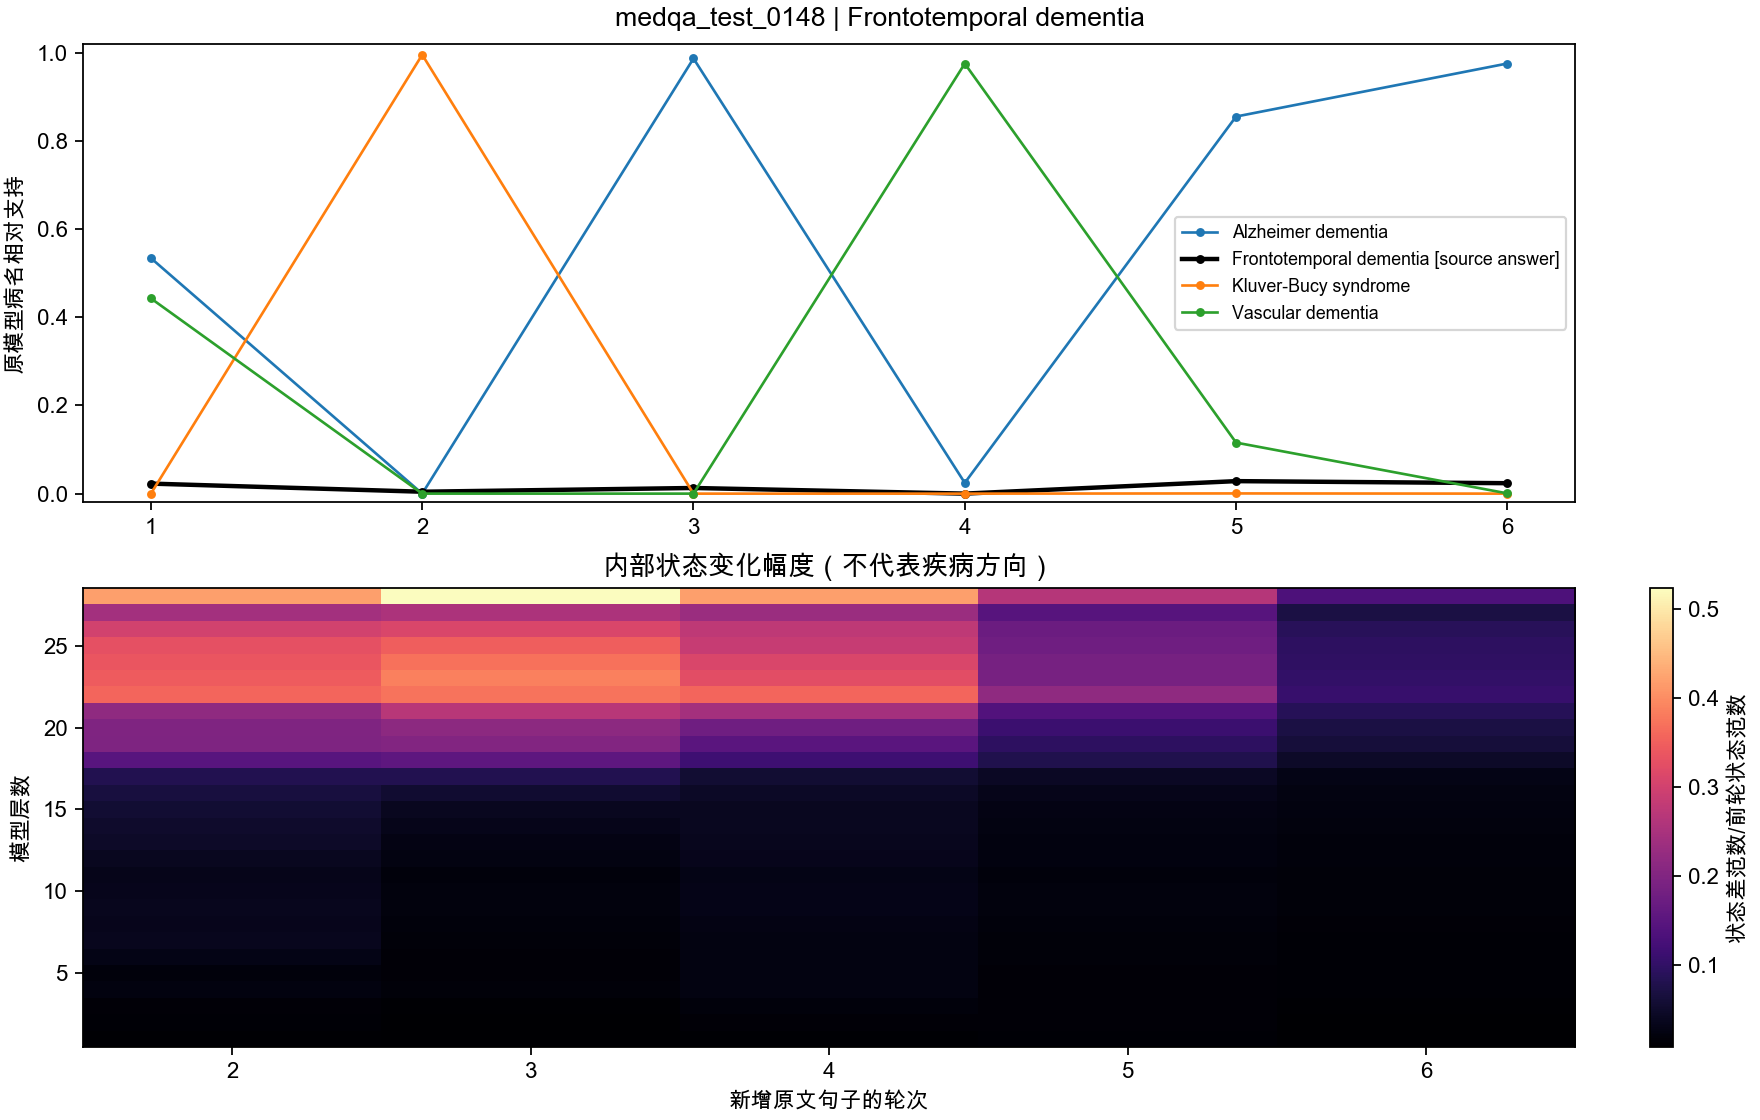 medqa_test_0148 | Frontotemporal dementia
原模型病名相对支持
1.0
0.8
0.6
0.4
0.2
0.0
Alzheimer dementia
Frontotemporal dementia [source answer]
Kluver-Bucy syndrome
Vascular dementia
1 2 3 4 5 6
内部状态变化幅度（不代表疾病方向）
模型层数
25
20
15
10
5
2 3 4 5 6
新增原文句子的轮次
0.5
0.4
0.3
0.2
0.1
状态差范数/前轮状态范数